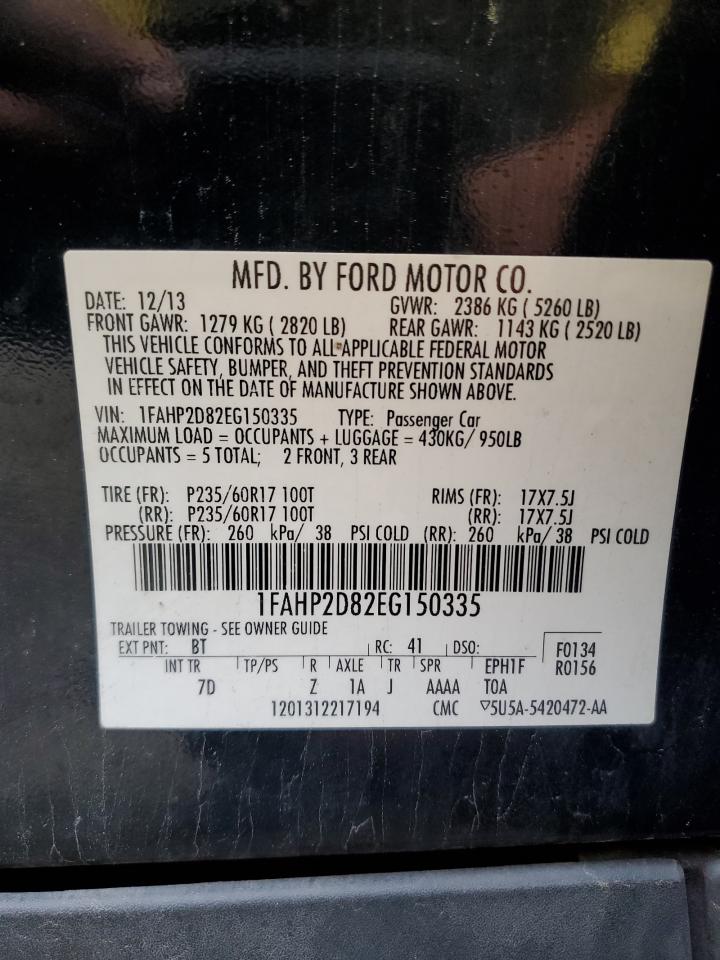 MFD. BY FORD MOTOR CO.
DATE: 12/13 GVWR: 2386 KG ( 5260 LB)
FRONT GAWR: 1279 KG ( 2820 LB) REAR GAWR: 1143 KG ( 2520 LB)
THIS VEHICLE CONFORMS TO ALL APPLICABLE FEDERAL MOTOR
VEHICLE SAFETY, BUMPER, AND THEFT PREVENTION STANDARDS
IN EFFECT ON THE DATE OF MANUFACTURE SHOWN ABOVE.
VIN: 1FAHP2D82EG150335 TYPE: Passenger Car
MAXIMUM LOAD = OCCUPANTS + LUGGAGE = 430KG/ 950LB
OCCUPANTS = 5 TOTAL; 2 FRONT, 3 REAR
TIRE (FR): P235/60R17 100T RIMS (FR): 17X7.5J
(RR): P235/60R17 100T (RR): 17X7.5J
PRESSURE (FR): 260 kPa/ 38 PSI COLD (RR): 260 kPa/ 38 PSI COLD
1FAHP2D82EG150335
TRAILER TOWING - SEE OWNER GUIDE
EXT PNT: BT RC: 41 DSO: F0134
INT TR TP/PS R AXLE TR SPR EPH1F R0156
7D Z 1A J AAAA TOA
1201312217194 CMC ▽5U5A-5420472-AA